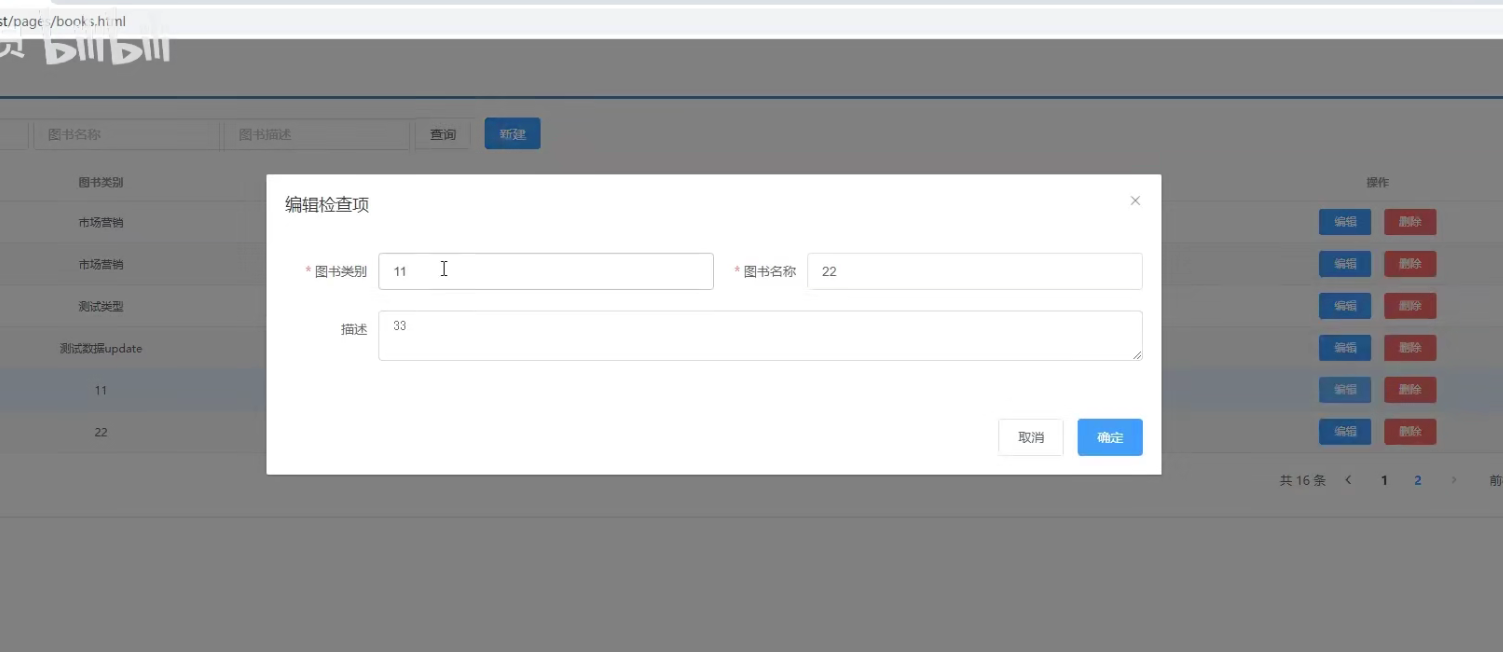 st/pages/books.html
员 bilibili
图书名称 图书描述 查询 新建
图书类别 操作
编辑检查项
市场营销 编辑 删除
市场营销 编辑 删除
* 图书类别 11 * 图书名称 22
测试类型 编辑 删除
描述 33
测试数据update 编辑 删除
11 编辑 删除
22 编辑 删除
取消 确定
共 16 条 < 1 2 > 前